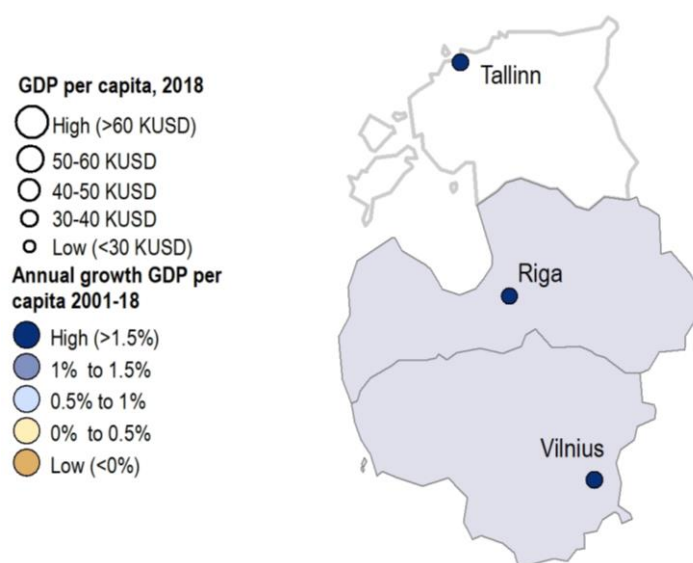 GDP per capita, 2018
High (>60 KUSD)
50-60 KUSD
40-50 KUSD
30-40 KUSD
Low (<30 KUSD)
Annual growth GDP per
capita 2001-18
High (>1.5%)
1% to 1.5%
0.5% to 1%
0% to 0.5%
Low (<0%)
Tallinn
Riga
Vilnius